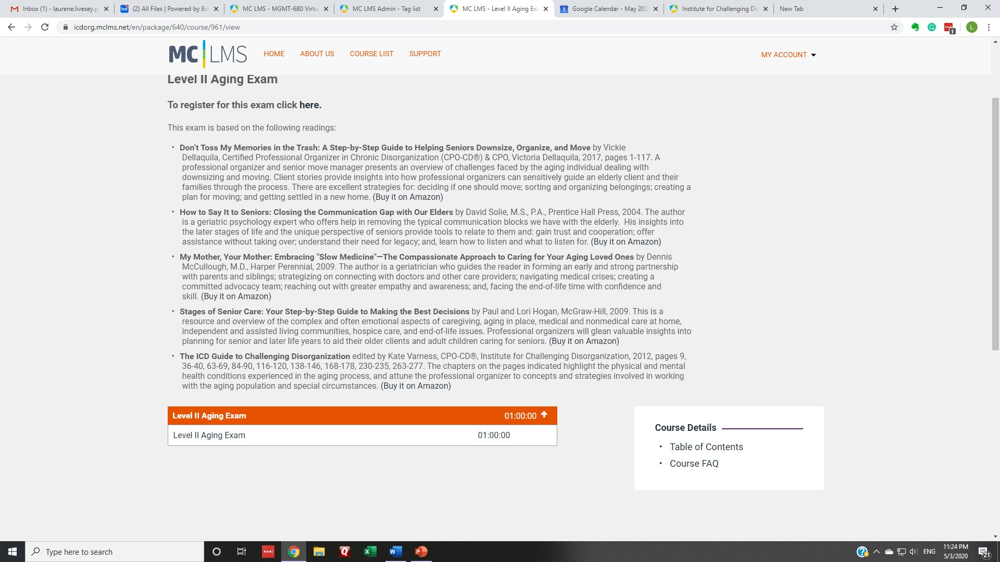 Inbox (1) - laurene.livesey.p
(2) All Files | Powered by Bo
MC LMS - MGMT-680 Virtu
MC LMS Admin - Tag list
MC LMS - Level II Aging Exa
Google Calendar - May 202
Institute for Challenging Dis
New Tab
icdorg.mclms.net/en/package/640/course/961/view
L
1
MC LMS
HOME
ABOUT US
COURSE LIST
SUPPORT
MY ACCOUNT
Level II Aging Exam
To register for this exam click here.
This exam is based on the following readings:
• Don’t Toss My Memories in the Trash: A Step-by-Step Guide to Helping Seniors Downsize, Organize, and Move by Vickie
Dellaquila, Certified Professional Organizer in Chronic Disorganization (CPO-CD®) & CPO, Victoria Dellaquila, 2017, pages 1-117. A
professional organizer and senior move manager presents an overview of challenges faced by the aging individual dealing with
downsizing and moving. Client stories provide insights into how professional organizers can sensitively guide an elderly client and their
families through the process. There are excellent strategies for: deciding if one should move; sorting and organizing belongings; creating a
plan for moving; and getting settled in a new home. (Buy it on Amazon)
• How to Say It to Seniors: Closing the Communication Gap with Our Elders by David Solie, M.S., P.A., Prentice Hall Press, 2004. The author
is a geriatric psychology expert who offers help in removing the typical communication blocks we have with the elderly. His insights into
the later stages of life and the unique perspective of seniors provide tools to relate to them and: gain trust and cooperation; offer
assistance without taking over; understand their need for legacy; and, learn how to listen and what to listen for. (Buy it on Amazon)
• My Mother, Your Mother: Embracing "Slow Medicine"—The Compassionate Approach to Caring for Your Aging Loved Ones by Dennis
McCullough, M.D., Harper Perennial, 2009. The author is a geriatrician who guides the reader in forming an early and strong partnership
with parents and siblings; strategizing on connecting with doctors and other care providers; navigating medical crises; creating a
committed advocacy team; reaching out with greater empathy and awareness; and, facing the end-of-life time with confidence and
skill. (Buy it on Amazon)
• Stages of Senior Care: Your Step-by-Step Guide to Making the Best Decisions by Paul and Lori Hogan, McGraw-Hill, 2009. This is a
resource and overview of the complex and often emotional aspects of caregiving, aging in place, medical and nonmedical care at home,
independent and assisted living communities, hospice care, and end-of-life issues. Professional organizers will glean valuable insights into
planning for senior and later life years to aid their older clients and adult children caring for seniors. (Buy it on Amazon)
• The ICD Guide to Challenging Disorganization edited by Kate Varness, CPO-CD®, Institute for Challenging Disorganization, 2012, pages 9,
36-40, 63-69, 84-90, 116-120, 138-146, 168-178, 230-235, 263-277. The chapters on the pages indicated highlight the physical and mental
health conditions experienced in the aging process, and attune the professional organizer to concepts and strategies involved in working
with the aging population and special circumstances. (Buy it on Amazon)
Level II Aging Exam 01:00:00
Level II Aging Exam 01:00:00
Course Details
• Table of Contents
• Course FAQ
Type here to search
ENG
11:24 PM
5/3/2020
21